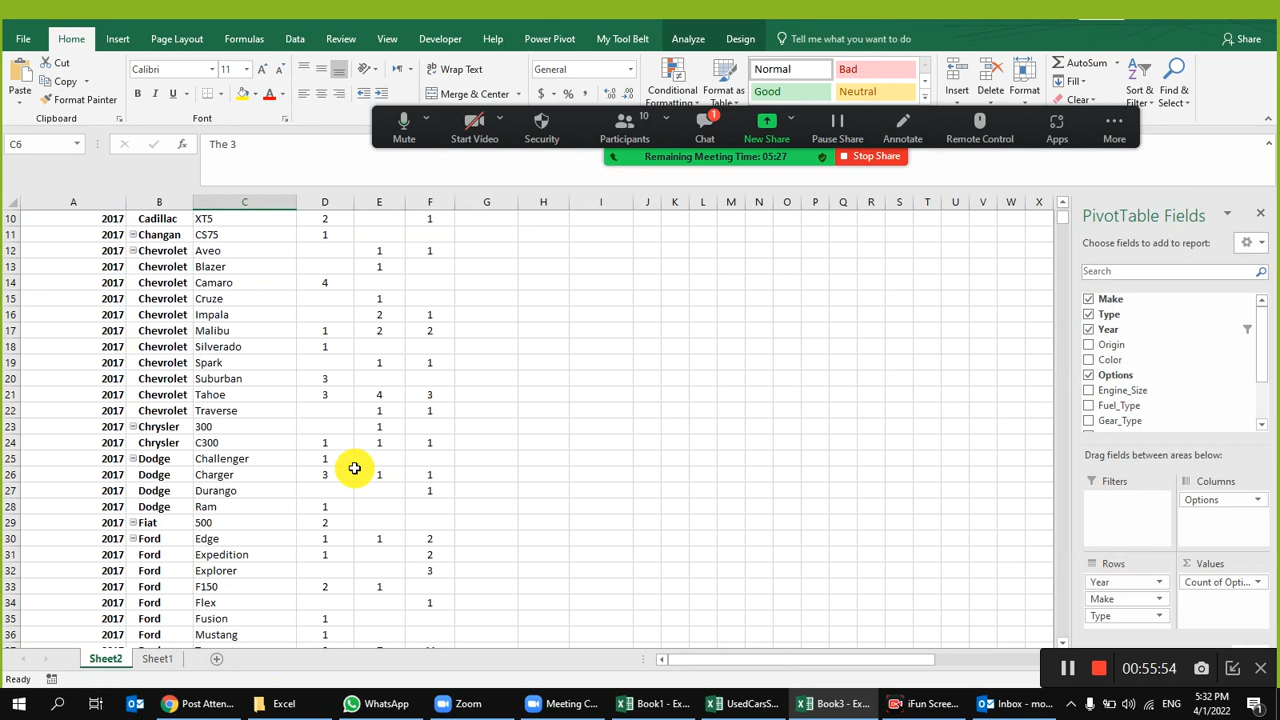 File Home Insert Page Layout Formulas Data Review View Developer Help Power Pivot My Tool Belt Analyze Design Tell me what you want to do Share
Cut
Copy
Format Painter
Paste
Calibri 11
B I U A
Wrap Text
Merge & Center
General
$ % ,
Conditional Formatting
Format as Table
Normal Bad
Good Neutral
Insert Delete Format
AutoSum
Fill
Clear
Sort & Filter
Find & Select
Clipboard Font
Mute Start Video Security Participants 10 Chat 1 New Share Pause Share Annotate Remote Control Apps More
Remaining Meeting Time: 05:27 Stop Share
C6 fx The 3
A B C D E F G H I J K L M N O P Q R S T U V W X
10 2017 Cadillac XT5 2 1
11 2017 Changan CS75 1
12 2017 Chevrolet Aveo 1 1
13 2017 Chevrolet Blazer 1
14 2017 Chevrolet Camaro 4
15 2017 Chevrolet Cruze 1
16 2017 Chevrolet Impala 2 1
17 2017 Chevrolet Malibu 1 2 2
18 2017 Chevrolet Silverado 1
19 2017 Chevrolet Spark 1 1
20 2017 Chevrolet Suburban 3
21 2017 Chevrolet Tahoe 3 4 3
22 2017 Chevrolet Traverse 1 1
23 2017 Chrysler 300 1
24 2017 Chrysler C300 1 1 1
25 2017 Dodge Challenger 1
26 2017 Dodge Charger 3 1 1
27 2017 Dodge Durango 1
28 2017 Dodge Ram 1
29 2017 Fiat 500 2
30 2017 Ford Edge 1 1 2
31 2017 Ford Expedition 1 2
32 2017 Ford Explorer 3
33 2017 Ford F150 2 1
34 2017 Ford Flex 1
35 2017 Ford Fusion 1
36 2017 Ford Mustang 1
PivotTable Fields
Choose fields to add to report:
Search
Make
Type
Year
Origin
Color
Options
Engine_Size
Fuel_Type
Gear_Type
Drag fields between areas below:
Filters Columns
Options
Rows Σ Values
Year Count of Opti...
Make
Type
Sheet2 Sheet1
Ready
00:55:54
Post Atten... Excel WhatsApp Zoom Meeting C... Book1 - Exc... UsedCarsS... Book3 - Exc... iFun Scree... Inbox - mo...
5:32 PM
4/1/2022